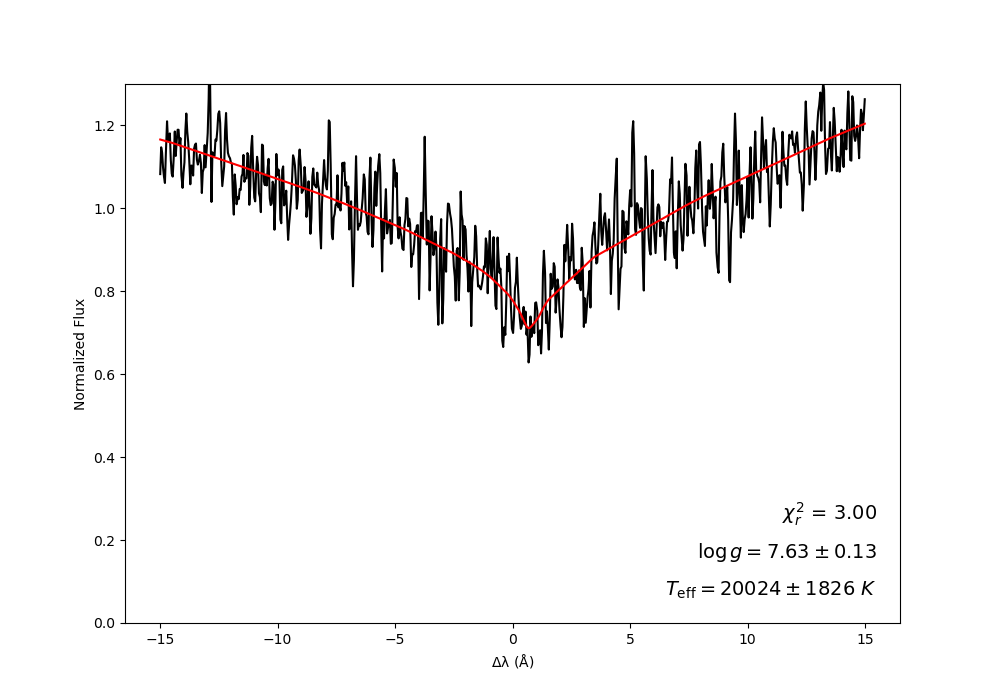 1.2
1.0
0.8
0.6
0.4
0.2
0.0
Normalized Flux
χ²ᵣ = 3.00
log g = 7.63 ± 0.13
T_eff = 20024 ± 1826 K
−15 −10 −5 0 5 10 15
Δλ (Å)